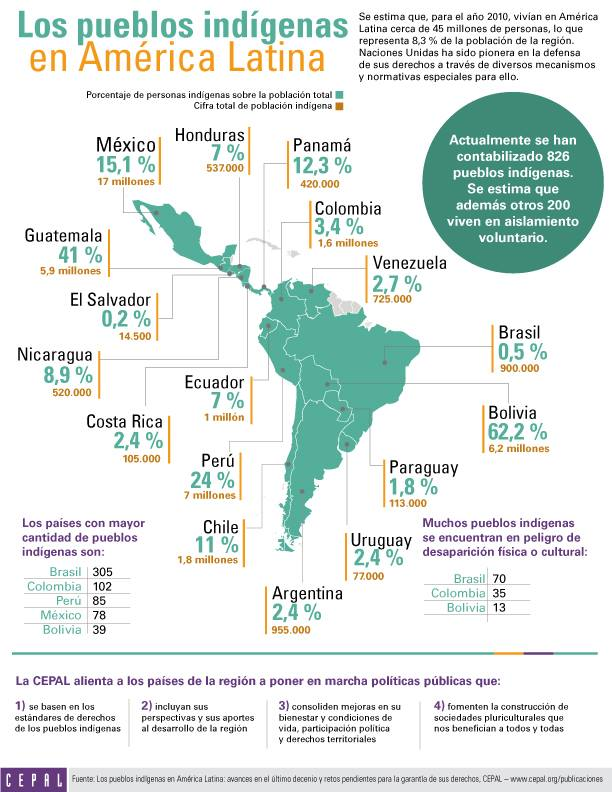 Los pueblos indígenas
en América Latina
Se estima que, para el año 2010, vivían en América
Latina cerca de 45 millones de personas, lo que
representa 8,3 % de la población de la región.
Naciones Unidas ha sido pionera en la defensa
de sus derechos a través de diversos mecanismos
y normativas especiales para ello.
Porcentaje de personas indígenas sobre la población total
Cifra total de población indígena
Actualmente se han
contabilizado 826
pueblos indígenas.
Se estima que
además otros 200
viven en aislamiento
voluntario.
México
15,1 %
17 millones
Honduras
7 %
537.000
Panamá
12,3 %
420.000
Colombia
3,4 %
1,6 millones
Guatemala
41 %
5,9 millones
Venezuela
2,7 %
725.000
El Salvador
0,2 %
14.500
Brasil
0,5 %
900.000
Nicaragua
8,9 %
520.000
Ecuador
7 %
1 millón
Costa Rica
2,4 %
105.000
Bolivia
62,2 %
6,2 millones
Perú
24 %
7 millones
Paraguay
1,8 %
113.000
Chile
11 %
1,8 millones
Uruguay
2,4 %
77.000
Argentina
2,4 %
955.000
Los países con mayor
cantidad de pueblos
indígenas son:
Brasil 305
Colombia 102
Perú 85
México 78
Bolivia 39
Muchos pueblos indígenas
se encuentran en peligro de
desaparición física o cultural:
Brasil 70
Colombia 35
Bolivia 13
La CEPAL alienta a los países de la región a poner en marcha políticas públicas que:
1) se basen en los
estándares de derechos
de los pueblos indígenas
2) incluyan sus
perspectivas y sus aportes
al desarrollo de la región
3) consoliden mejoras en su
bienestar y condiciones de
vida, participación política
y derechos territoriales
4) fomenten la construcción de
sociedades pluriculturales que
nos benefician a todos y todas
CEPAL
Fuente: Los pueblos indígenas en América Latina: avances en el último decenio y retos pendientes para la garantía de sus derechos, CEPAL – www.cepal.org/publicaciones